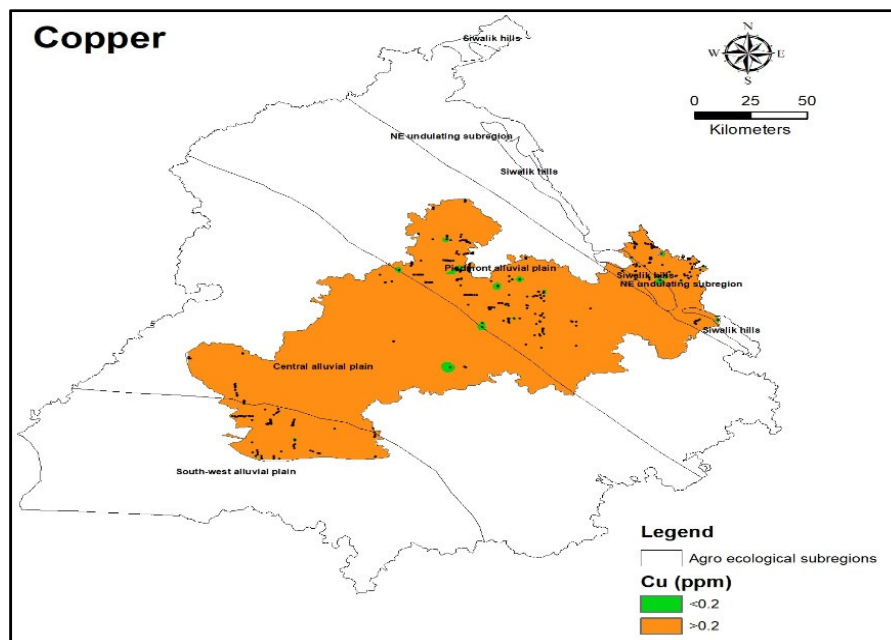 Copper
Siwalik hills
N
W E
S
0 25 50
Kilometers
NE undulating subregion
Siwalik hills
Piedmont alluvial plain
Siwalik hills
NE undulating subregion
Siwalik hills
Central alluvial plain
South-west alluvial plain
Legend
Agro ecological subregions
Cu (ppm)
<0.2
>0.2